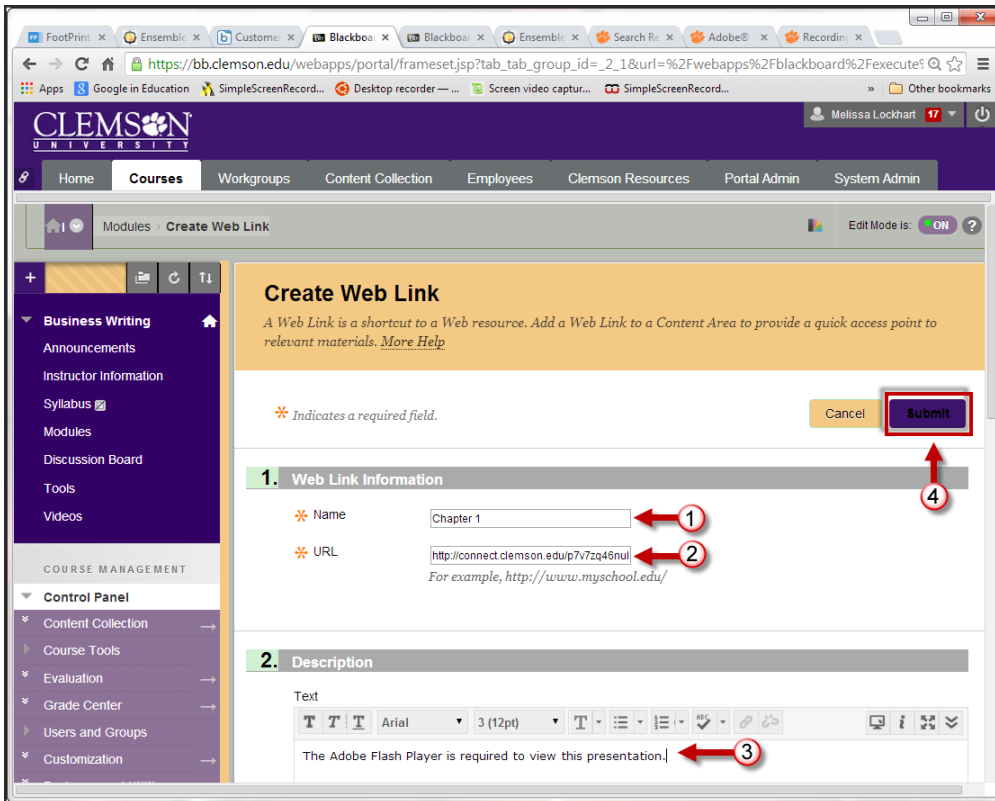 FootPrint
Ensemble
Custome
Blackboa
Blackboa
Ensemble
Search Re
Adobe®
Recording
https://bb.clemson.edu/webapps/portal/frameset.jsp?tab_tab_group_id=_2_1&url=%2Fwebapps%2Fblackboard%2Fexecute%
Apps Google in Education SimpleScreenRecord... Desktop recorder — ... Screen video captur... SimpleScreenRecord... » Other bookmarks
CLEMSON
UNIVERSITY
Melissa Lockhart 17
Home Courses Workgroups Content Collection Employees Clemson Resources Portal Admin System Admin
Modules Create Web Link
Edit Mode is: ON ?
Business Writing
Announcements
Instructor Information
Syllabus
Modules
Discussion Board
Tools
Videos
COURSE MANAGEMENT
Control Panel
Content Collection
Course Tools
Evaluation
Grade Center
Users and Groups
Customization
Create Web Link
A Web Link is a shortcut to a Web resource. Add a Web Link to a Content Area to provide a quick access point to
relevant materials. More Help
Indicates a required field.
Cancel Submit
4
1. Web Link Information
Name Chapter 1 1
URL http://connect.clemson.edu/p7v7zq46nul 2
For example, http://www.myschool.edu/
2. Description
Text
T T T Arial 3 (12pt) T ABC i
The Adobe Flash Player is required to view this presentation. 3